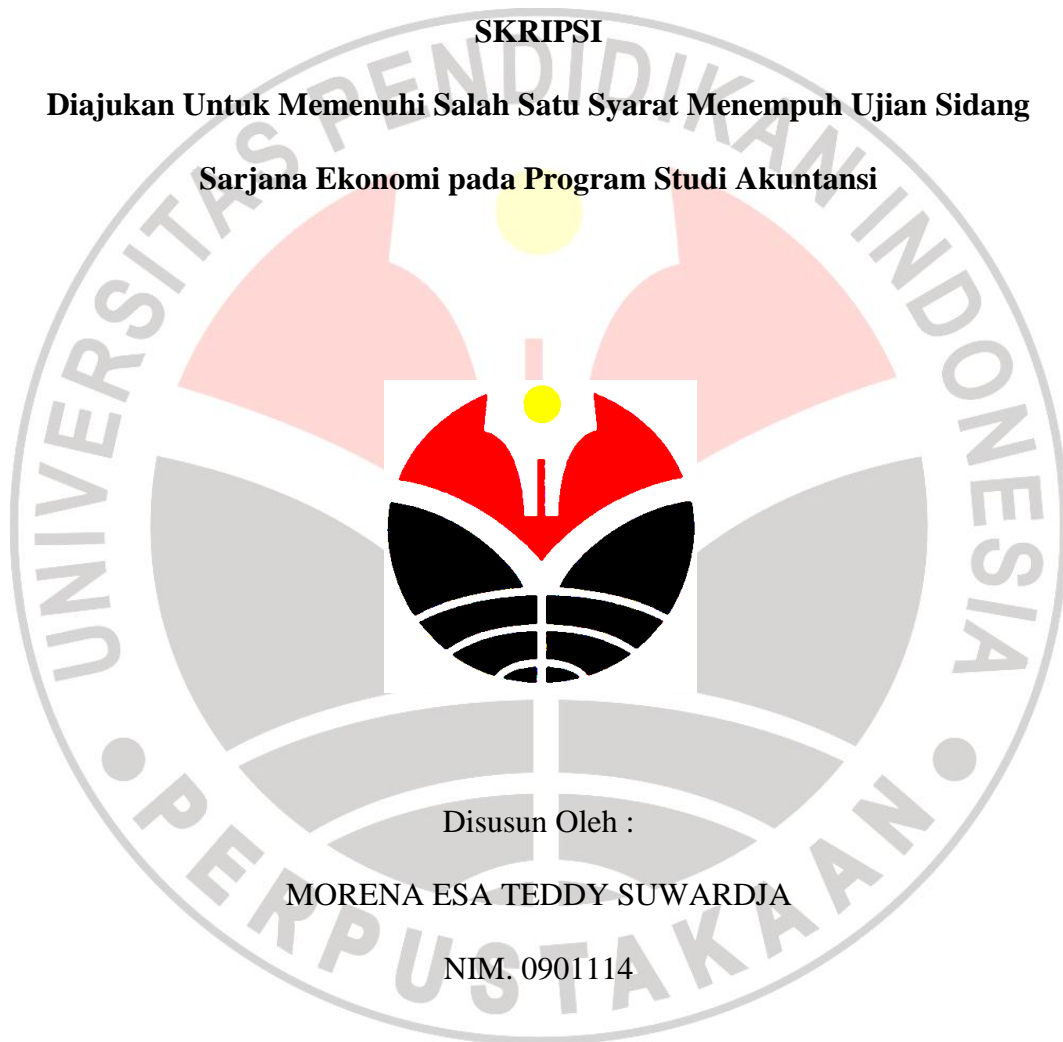 SKRIPSI
Diajukan Untuk Memenuhi Salah Satu Syarat Menempuh Ujian Sidang
Sarjana Ekonomi pada Program Studi Akuntansi
UNIVERSITAS PENDIDIKAN INDONESIA
Disusun Oleh :
MORENA ESA TEDDY SUWARDJA
NIM. 0901114
PERPUSTAKAAN